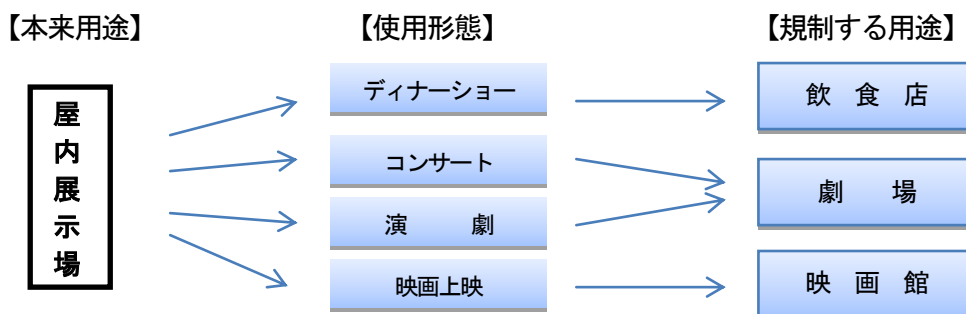 【本来用途】
【使用形態】
【規制する用途】
屋内展示場
ディナーショー
コンサート
演　劇
映画上映
飲　食　店
劇　場
映　画　館